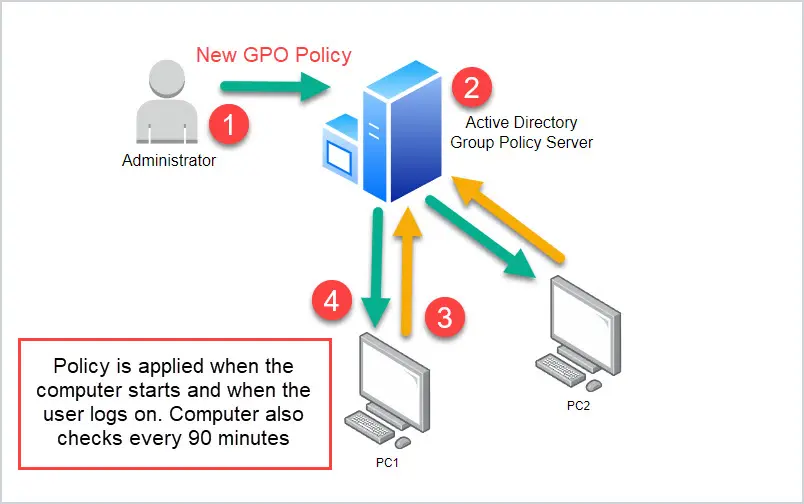 New GPO Policy
1
Administrator
2
Active Directory
Group Policy Server
4
3
Policy is applied when the
computer starts and when the
user logs on. Computer also
checks every 90 minutes
PC1
PC2